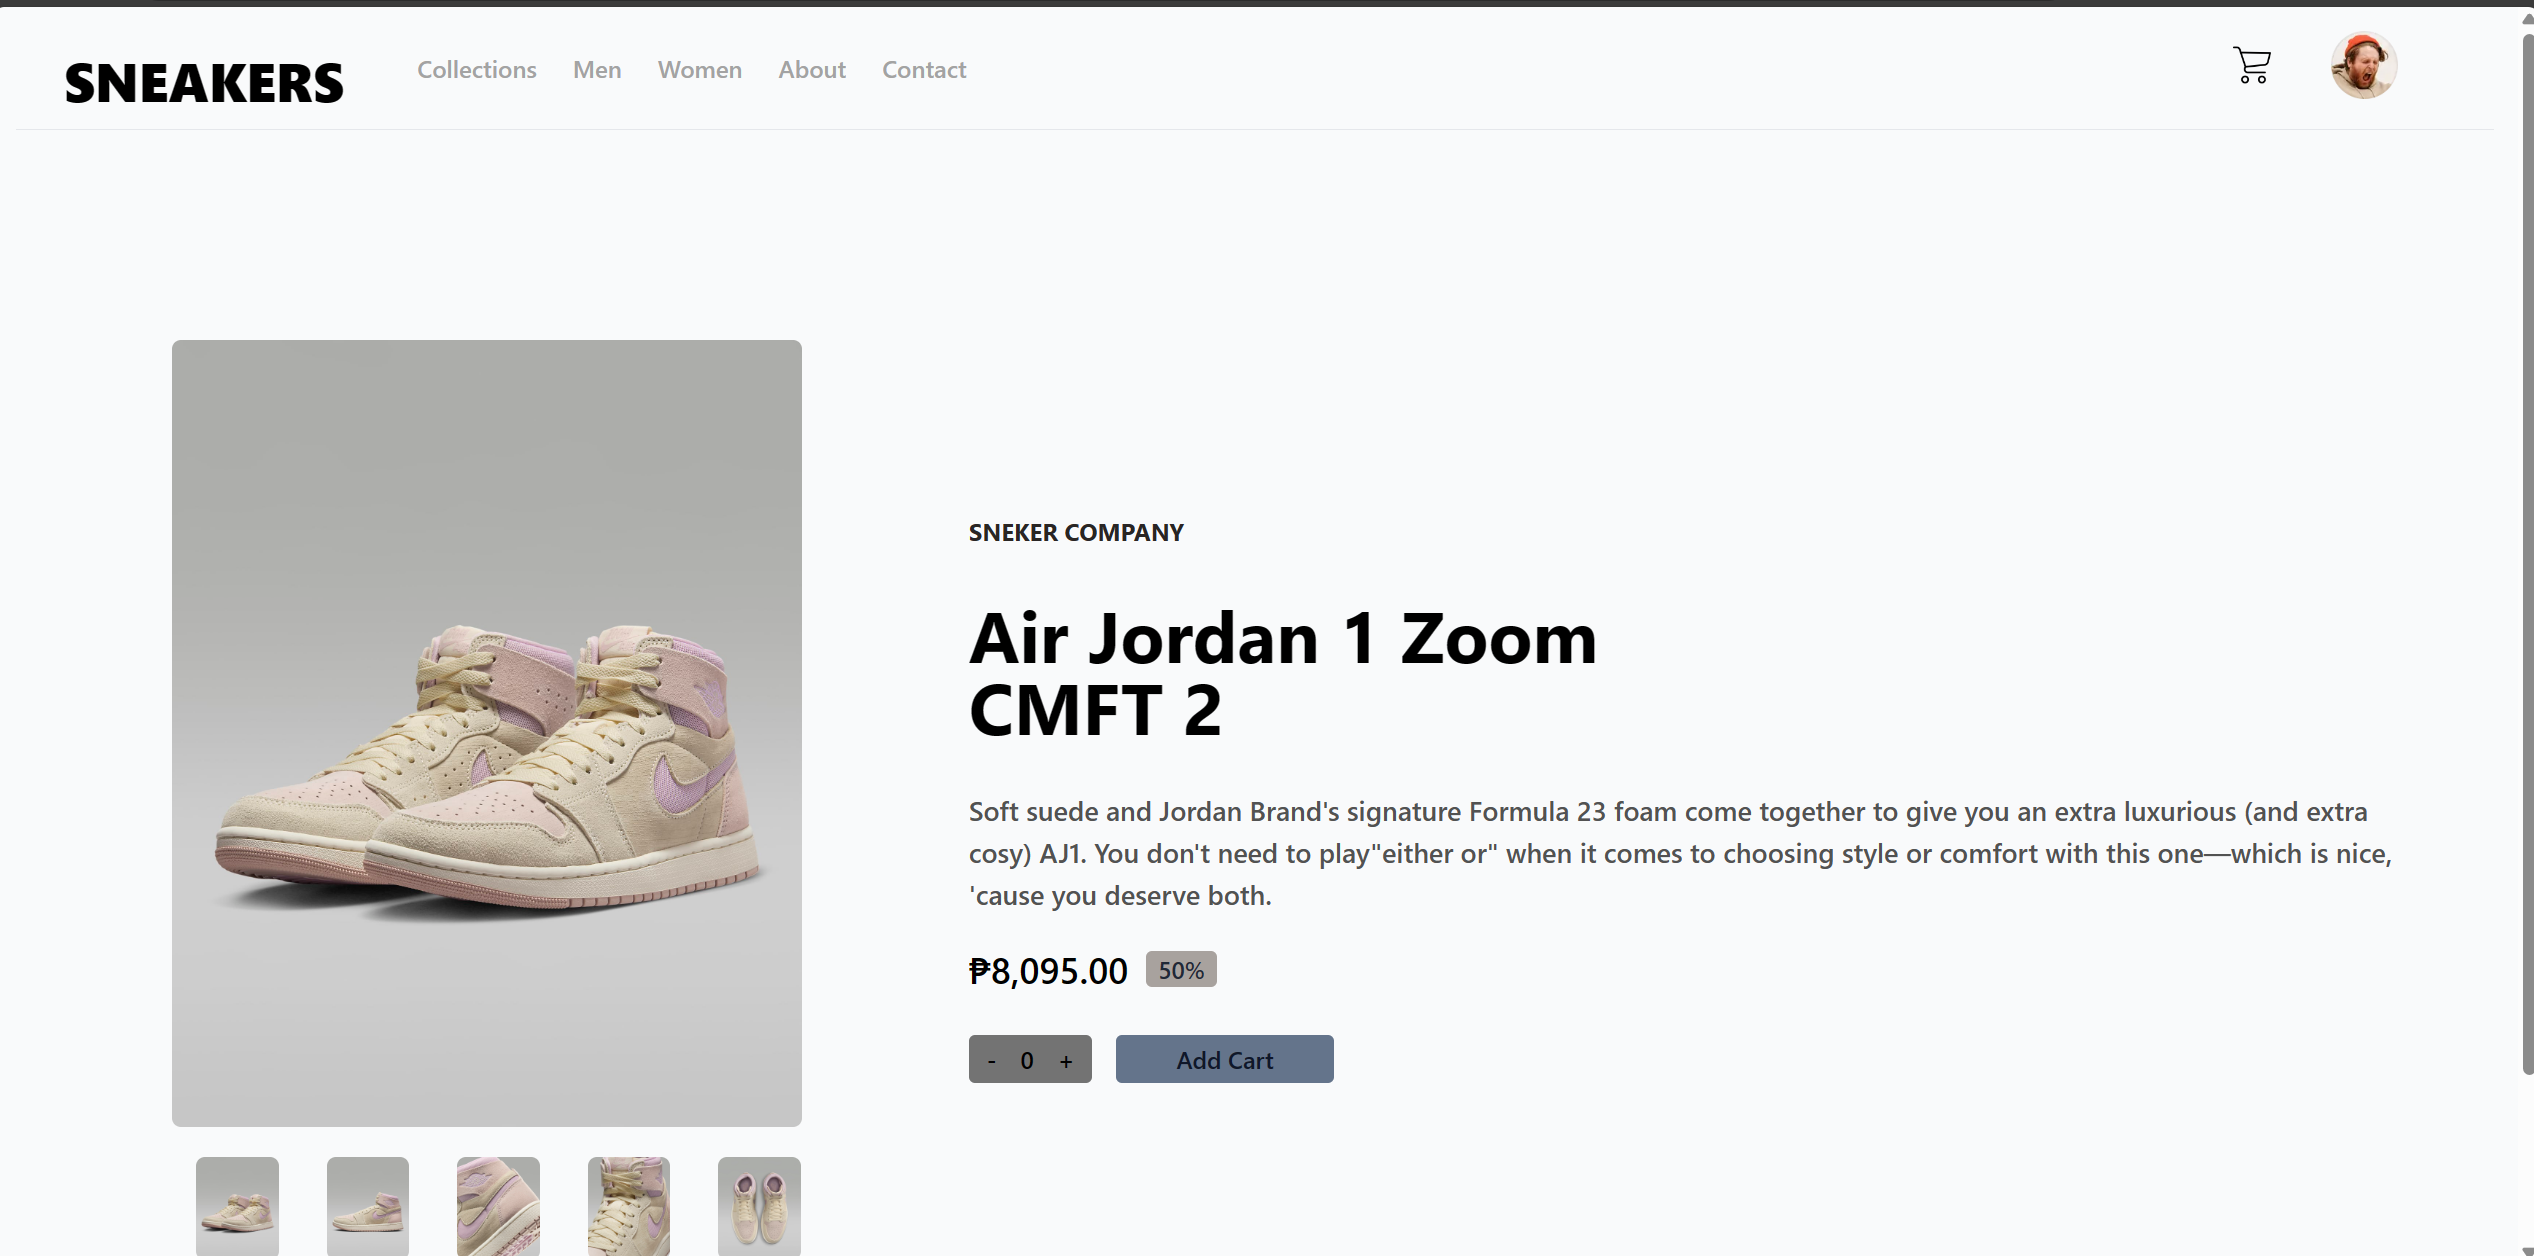 SNEAKERS
Collections
Men
Women
About
Contact
SNEKER COMPANY
Air Jordan 1 Zoom
CMFT 2
Soft suede and Jordan Brand's signature Formula 23 foam come together to give you an extra luxurious (and extra
cosy) AJ1. You don't need to play"either or" when it comes to choosing style or comfort with this one—which is nice,
'cause you deserve both.
₱8,095.00 50%
- 0 + Add Cart